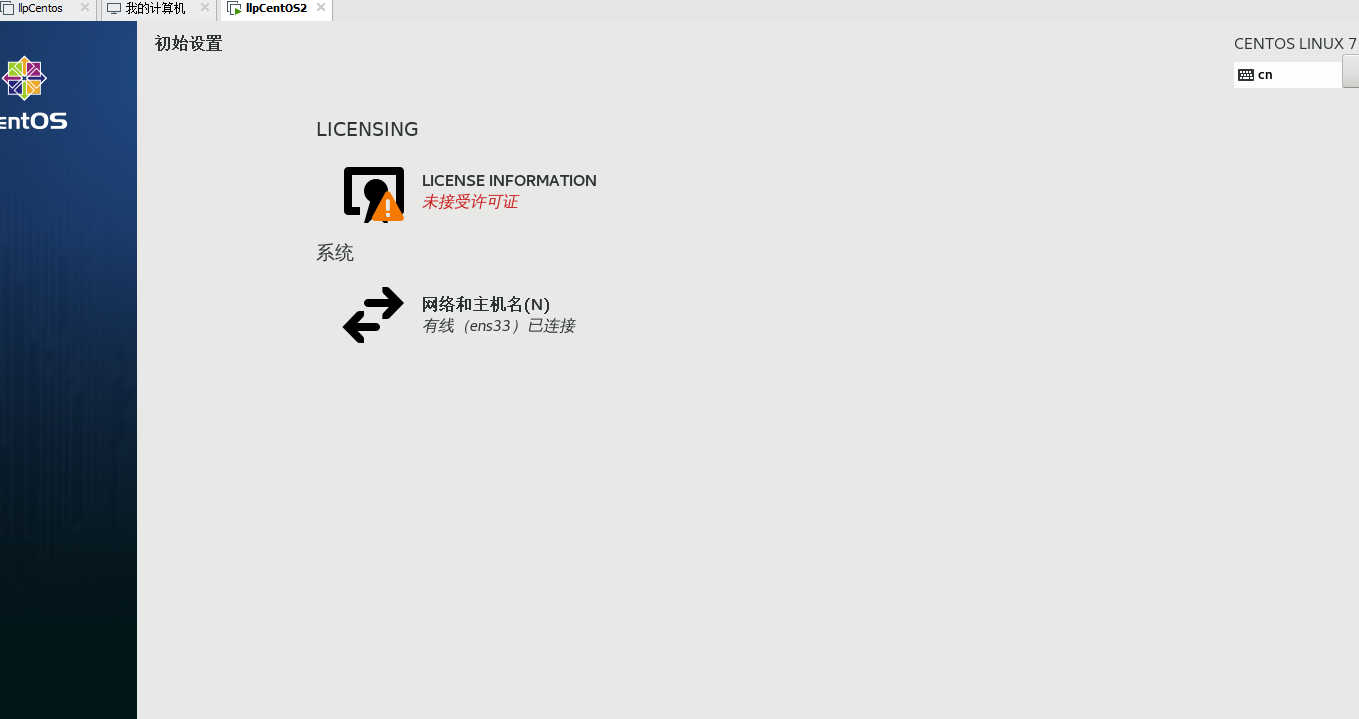 llpCentos
我的计算机
llpCentOS2
初始设置
CENTOS LINUX 7
cn
entOS
LICENSING
LICENSE INFORMATION
未接受许可证
系统
网络和主机名(N)
有线（ens33）已连接